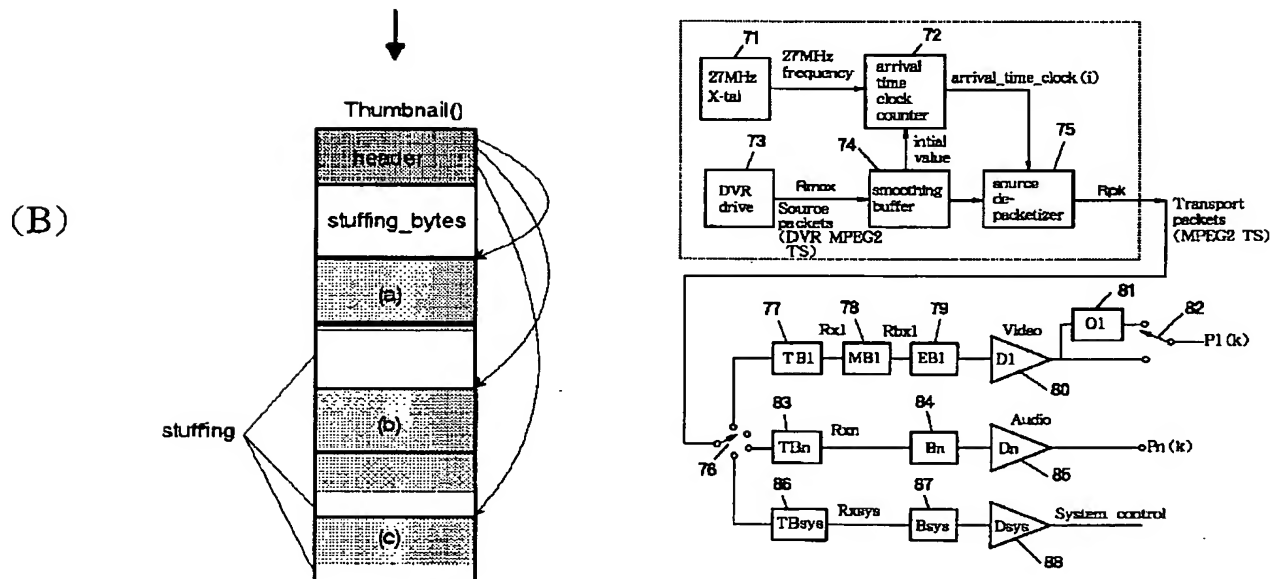 (B)
Thumbnail()
header
stuffing_bytes
(a)
(b)
(c)
stuffing
71
27MHz
X-tal
27MHz
frequency
72
arrival
time
clock
counter
arrival_time_clock(i)
73
DVR
drive
Rmax
Source
packets
(DVR MPEG2
TS)
intial
value
74
smoothing
buffer
75
source
de-
packetizer
Rpk
Transport
packets
(MPEG2 TS)
76
77
TB1
Rx1
78
MB1
Rbx1
79
EB1
Video
D1
80
81
O1
82
P1(k)
83
TBn
Rxn
84
Bn
Audio
Dn
85
Pn(k)
86
TBsys
Rxsys
87
Bsys
Dsys
88
System control